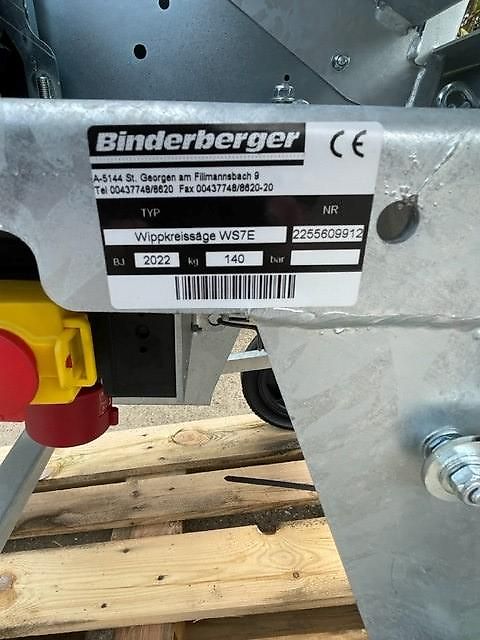 Binderberger CE
A-5144 St. Georgen am Fillmannsbach 9
Tel 00437748/8620 Fax 00437748/8620-20
TYP NR
Wippkreissäge WS7E 2255609912
BJ 2022 kg 140 bar